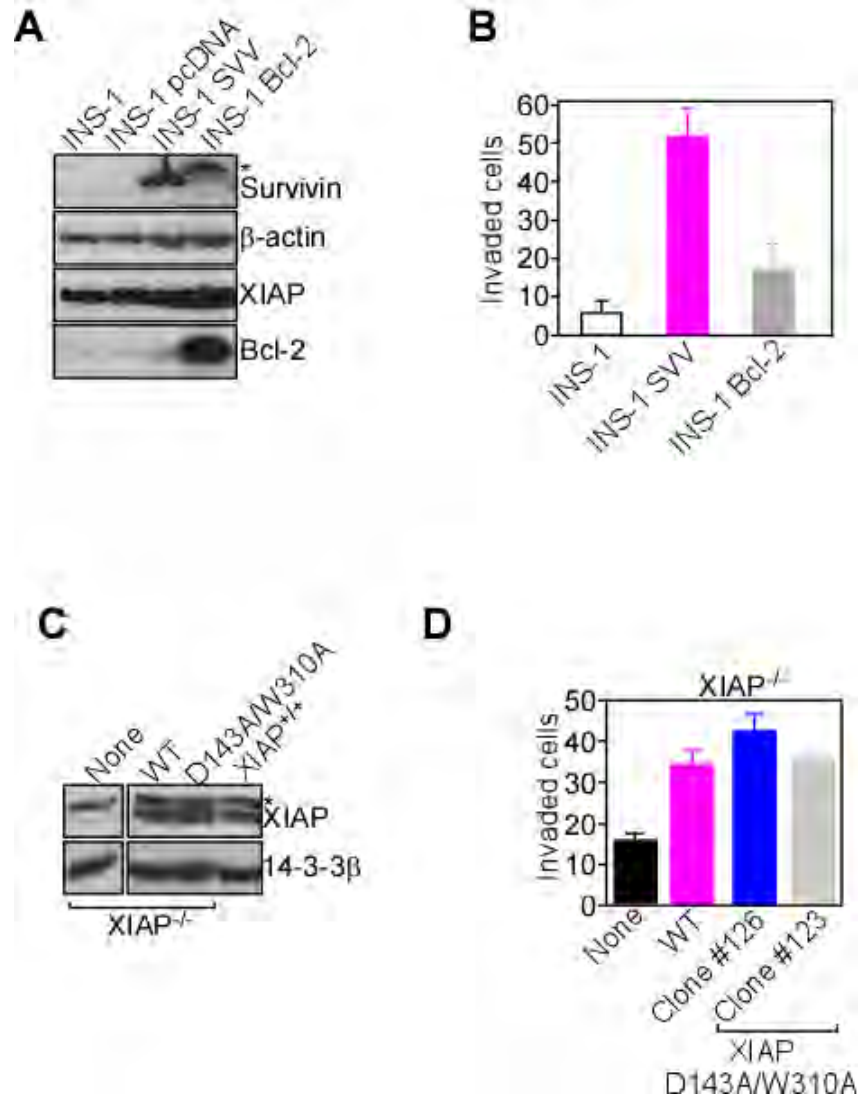 A
INS-1
INS-1 pcDNA
INS-1 SVV
INS-1 Bcl-2
*
Survivin
β-actin
XIAP
Bcl-2
B
Invaded cells
60
50
40
30
20
10
0
INS-1
INS-1 SVV
INS-1 Bcl-2
C
None
WT
D143A/W310A
XIAP+/+
*
XIAP
14-3-3β
XIAP-/-
D
XIAP-/-
Invaded cells
50
40
30
20
10
0
None
WT
Clone #126
Clone #123
XIAP
D143A/W310A